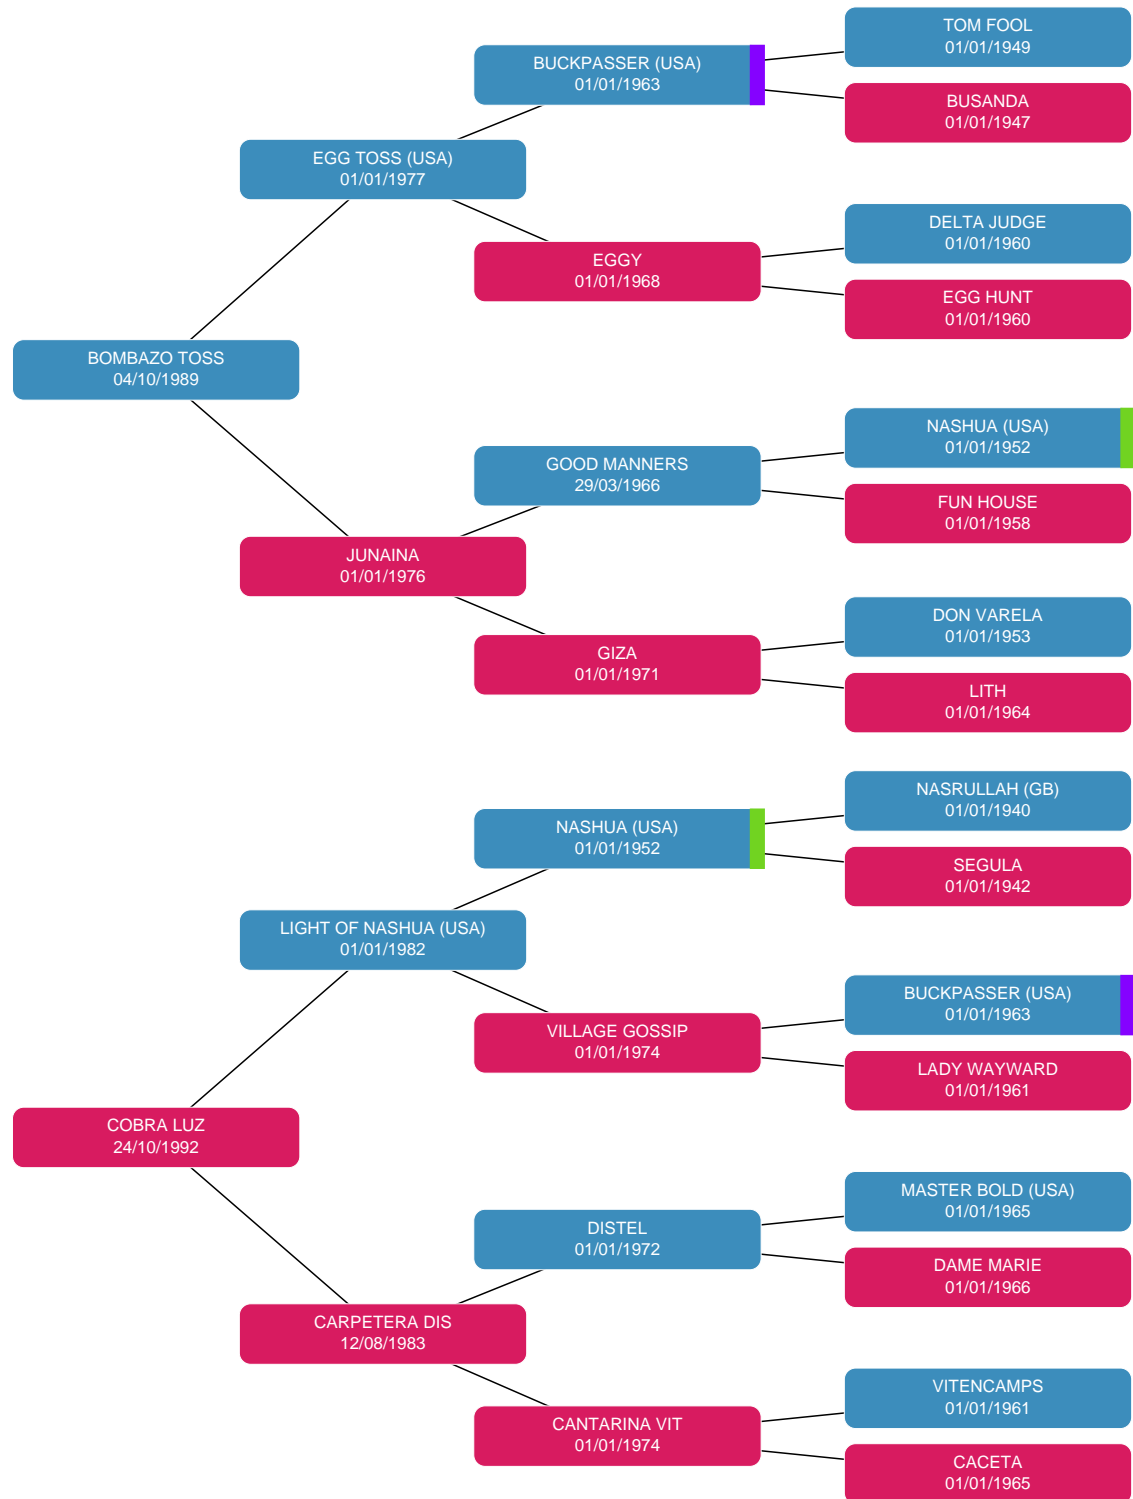 TOM FOOL
01/01/1949
BUCKPASSER (USA)
01/01/1963
BUSANDA
01/01/1947
EGG TOSS (USA)
01/01/1977
DELTA JUDGE
01/01/1960
EGGY
01/01/1968
EGG HUNT
01/01/1960
BOMBAZO TOSS
04/10/1989
NASHUA (USA)
01/01/1952
GOOD MANNERS
29/03/1966
FUN HOUSE
01/01/1958
JUNAINA
01/01/1976
DON VARELA
01/01/1953
GIZA
01/01/1971
LITH
01/01/1964
NASRULLAH (GB)
01/01/1940
NASHUA (USA)
01/01/1952
SEGULA
01/01/1942
LIGHT OF NASHUA (USA)
01/01/1982
BUCKPASSER (USA)
01/01/1963
VILLAGE GOSSIP
01/01/1974
LADY WAYWARD
01/01/1961
COBRA LUZ
24/10/1992
MASTER BOLD (USA)
01/01/1965
DISTEL
01/01/1972
DAME MARIE
01/01/1966
CARPETERA DIS
12/08/1983
VITENCAMPS
01/01/1961
CANTARINA VIT
01/01/1974
CACETA
01/01/1965